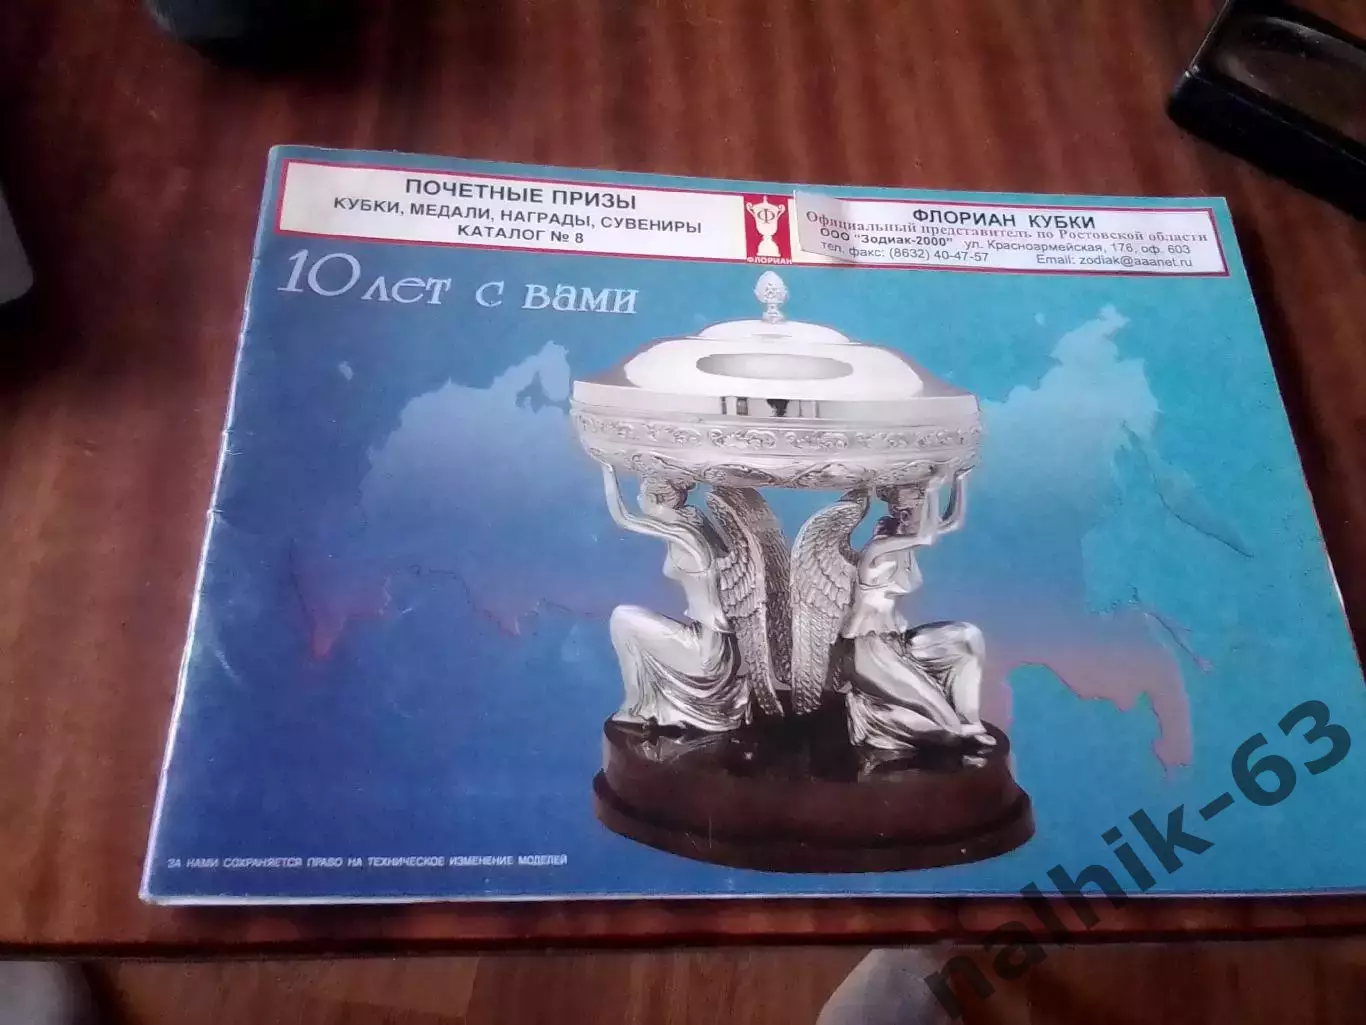 ПОЧЕТНЫЕ ПРИЗЫ
КУБКИ, МЕДАЛИ, НАГРАДЫ, СУВЕНИРЫ
КАТАЛОГ № 8
Ф
ФЛОРИАН
ФЛОРИАН КУБКИ
Официальный представитель по Ростовской области
ООО "Зодиак-2000" ул. Красноармейская, 176, оф. 603
тел. факс: (8632) 40-47-57 Email: zodiak@aaanet.ru
10 лет с вами
ЗА НАМИ СОХРАНЯЕТСЯ ПРАВО НА ТЕХНИЧЕСКОЕ ИЗМЕНЕНИЕ МОДЕЛЕЙ
nalhik-63